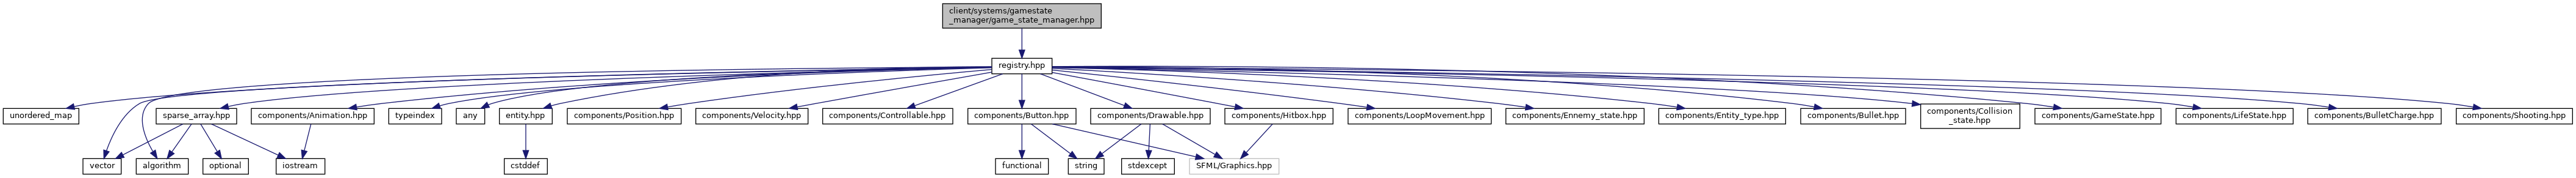 client/systems/gamestate
_manager/game_state_manager.hpp
registry.hpp
unordered_map
sparse_array.hpp
components/Animation.hpp
typeindex
any
entity.hpp
components/Position.hpp
components/Velocity.hpp
components/Controllable.hpp
components/Button.hpp
components/Drawable.hpp
components/Hitbox.hpp
components/LoopMovement.hpp
components/Ennemy_state.hpp
components/Entity_type.hpp
components/Bullet.hpp
components/Collision
_state.hpp
components/GameState.hpp
components/LifeState.hpp
components/BulletCharge.hpp
components/Shooting.hpp
vector
algorithm
optional
iostream
cstddef
functional
string
stdexcept
SFML/Graphics.hpp